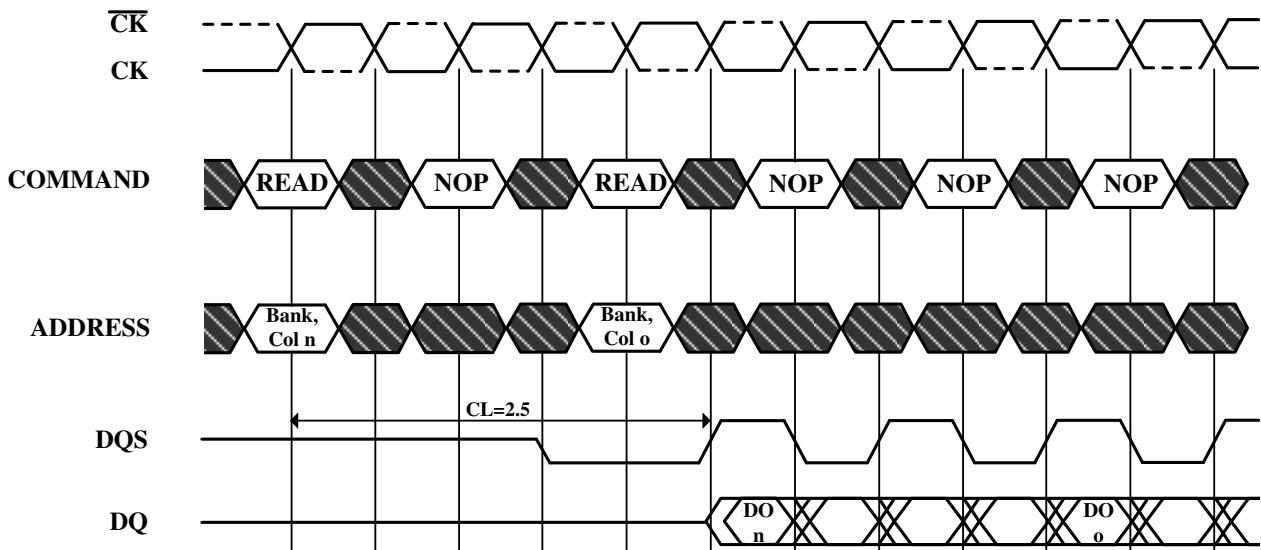 CK
CK
COMMAND READ NOP READ NOP NOP NOP
ADDRESS Bank, Col n Bank, Col o
CL=2.5
DQS
DQ DO n DO o